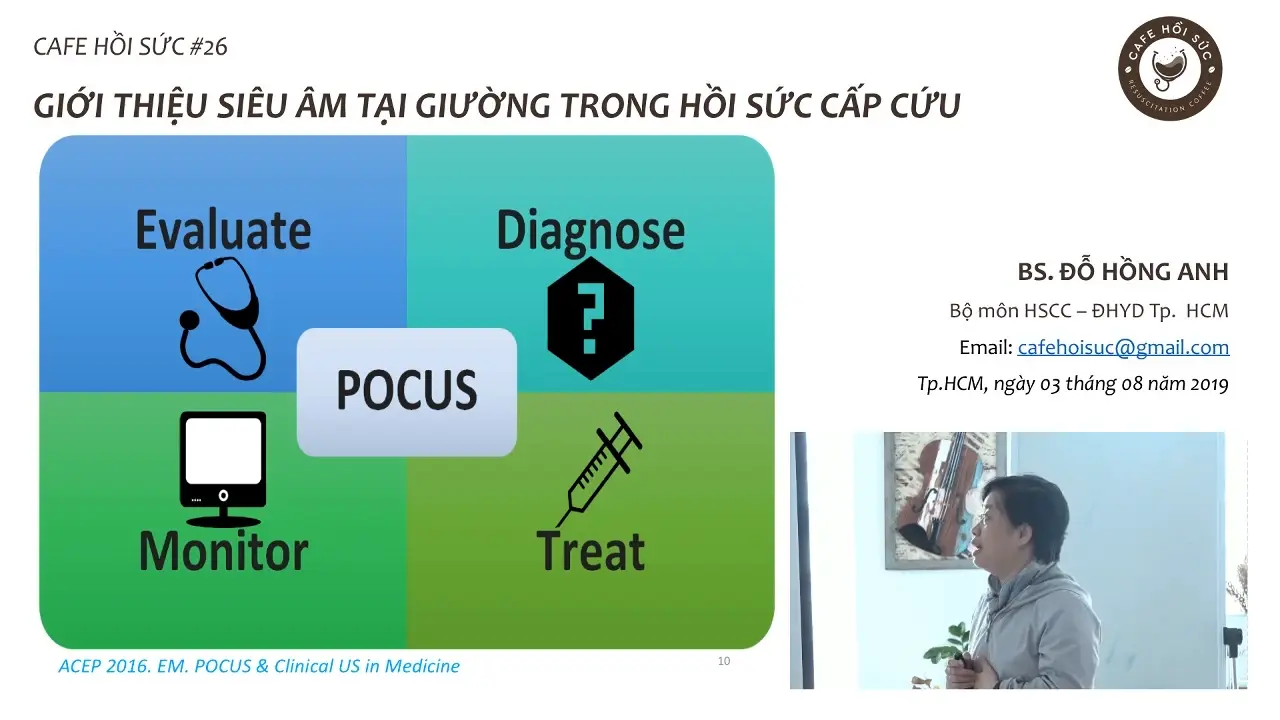 CAFE HỒI SỨC #26
GIỚI THIỆU SIÊU ÂM TẠI GIƯỜNG TRONG HỒI SỨC CẤP CỨU
CAFE HỒI SỨC
RESUSCITATION COFFEE
Evaluate
Diagnose
POCUS
Monitor
Treat
BS. ĐỖ HỒNG ANH
Bộ môn HSCC – ĐHYD Tp. HCM
Email: cafehoisuc@gmail.com
Tp.HCM, ngày 03 tháng 08 năm 2019
ACEP 2016. EM. POCUS & Clinical US in Medicine
10